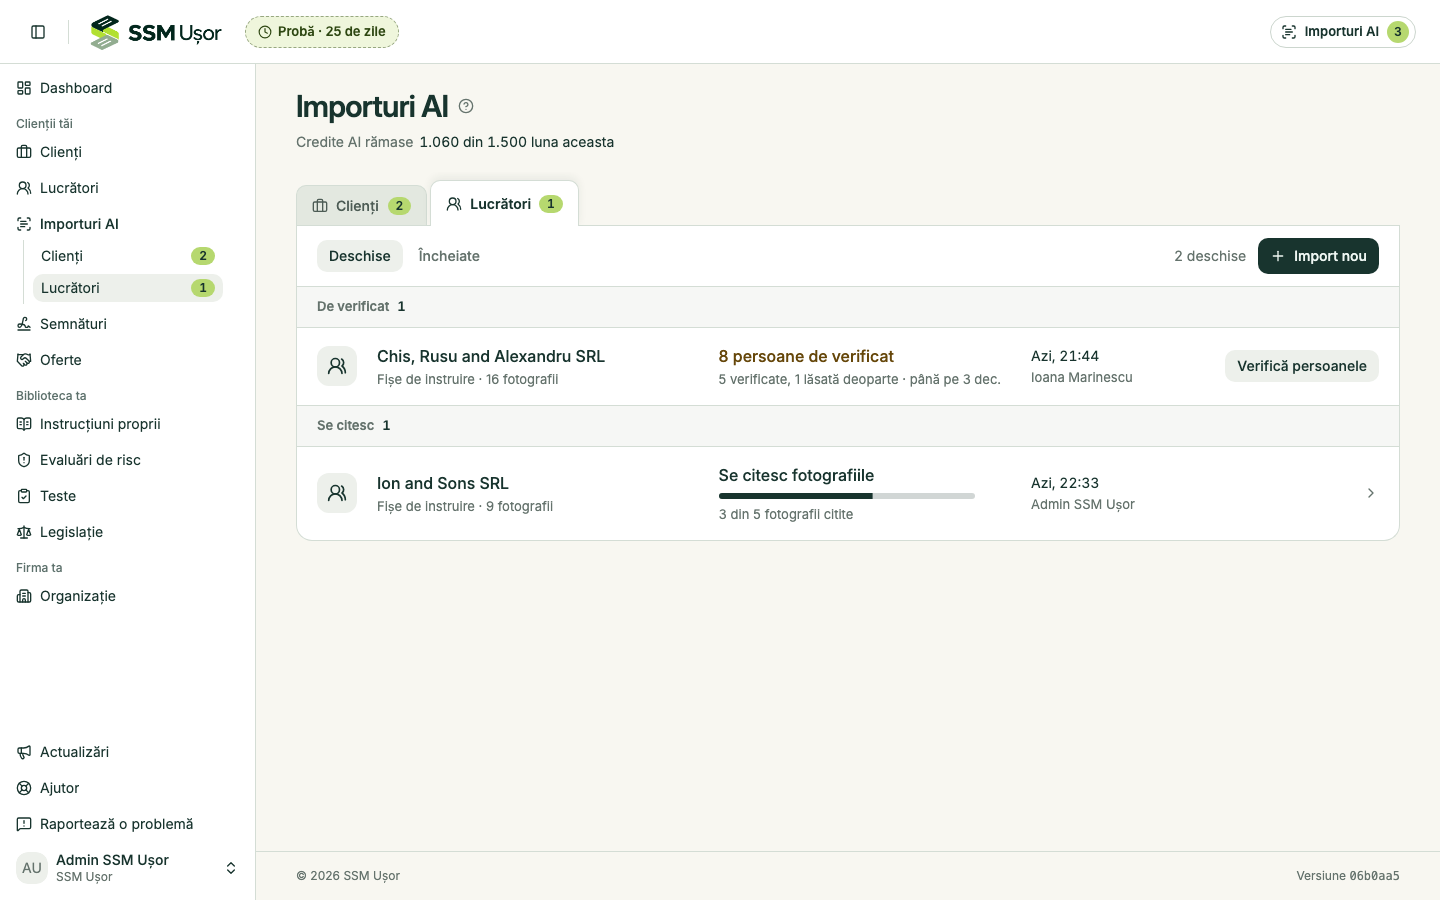 SSM Ușor
Probă · 25 de zile
Importuri AI 3
Dashboard
Clienții tăi
Clienți
Lucrători
Importuri AI
Clienți 2
Lucrători 1
Semnături
Oferte
Biblioteca ta
Instrucțiuni proprii
Evaluări de risc
Teste
Legislație
Firma ta
Organizație
Actualizări
Ajutor
Raportează o problemă
AU
Admin SSM Ușor
SSM Ușor
Importuri AI
Credite AI rămase 1.060 din 1.500 luna aceasta
Clienți 2
Lucrători 1
Deschise
Încheiate
2 deschise
+ Import nou
De verificat 1
Chis, Rusu and Alexandru SRL
Fișe de instruire · 16 fotografii
8 persoane de verificat
5 verificate, 1 lăsată deoparte · până pe 3 dec.
Azi, 21:44
Ioana Marinescu
Verifică persoanele
Se citesc 1
Ion and Sons SRL
Fișe de instruire · 9 fotografii
Se citesc fotografiile
3 din 5 fotografii citite
Azi, 22:33
Admin SSM Ușor
© 2026 SSM Ușor
Versiune 06b0aa5